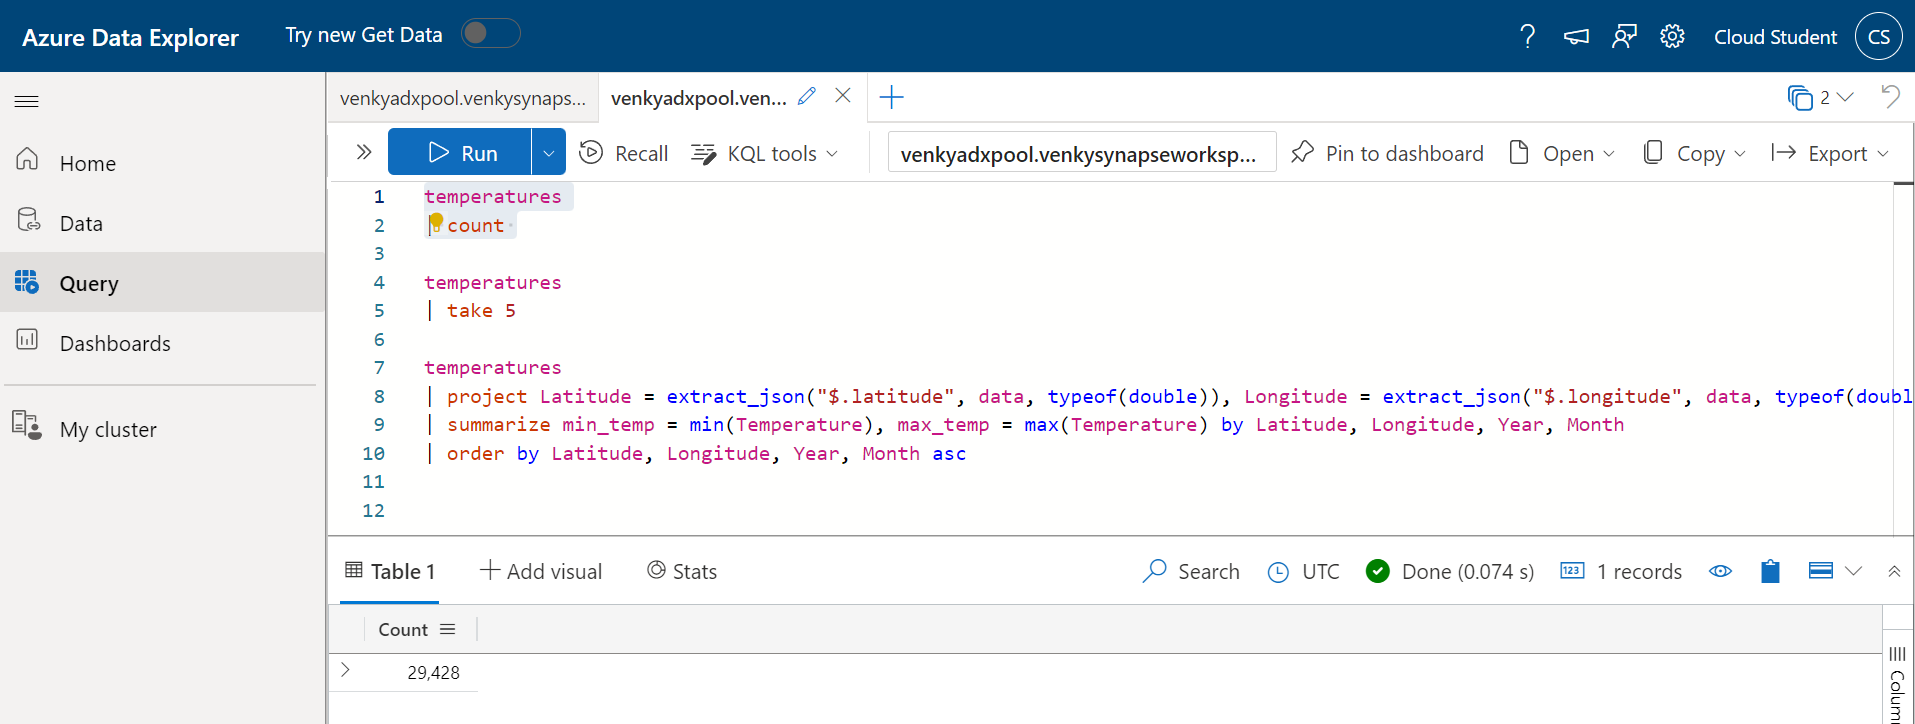 Azure Data Explorer
Try new Get Data
?
Cloud Student
CS
venkyadxpool.venkysynaps...
venkyadxpool.ven...
2
Run
Recall
KQL tools
venkyadxpool.venkysynapseworksp...
Pin to dashboard
Open
Copy
Export
Home
Data
Query
Dashboards
My cluster
1 temperatures
2 | count
3
4 temperatures
5 | take 5
6
7 temperatures
8 | project Latitude = extract_json("$.latitude", data, typeof(double)), Longitude = extract_json("$.longitude", data, typeof(doubl
9 | summarize min_temp = min(Temperature), max_temp = max(Temperature) by Latitude, Longitude, Year, Month
10 | order by Latitude, Longitude, Year, Month asc
11
12
Table 1
Add visual
Stats
Search
UTC
Done (0.074 s)
123
1 records
Count
29,428
Column